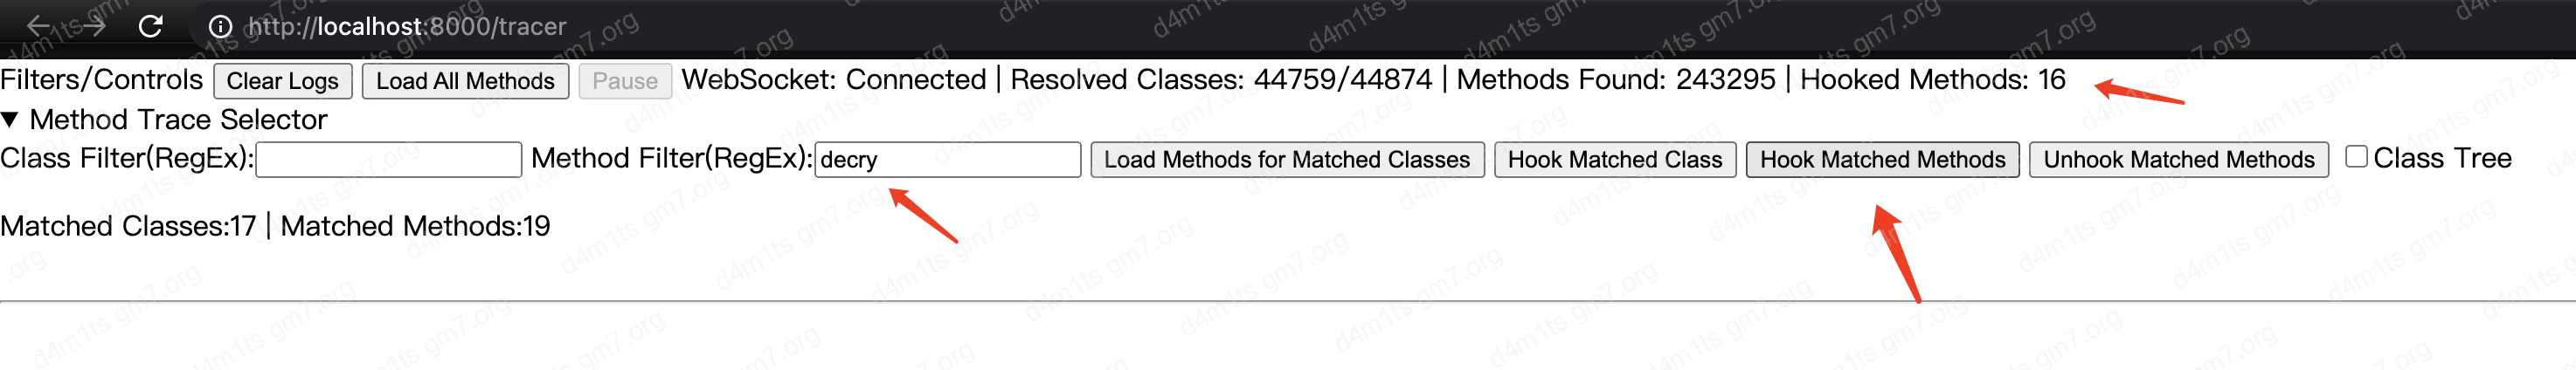 http://localhost:8000/tracer
Filters/Controls Clear Logs Load All Methods Pause WebSocket: Connected | Resolved Classes: 44759/44874 | Methods Found: 243295 | Hooked Methods: 16
▼ Method Trace Selector
Class Filter(RegEx): Method Filter(RegEx): decry Load Methods for Matched Classes Hook Matched Class Hook Matched Methods Unhook Matched Methods Class Tree
Matched Classes:17 | Matched Methods:19
d4m1ts gm7.org